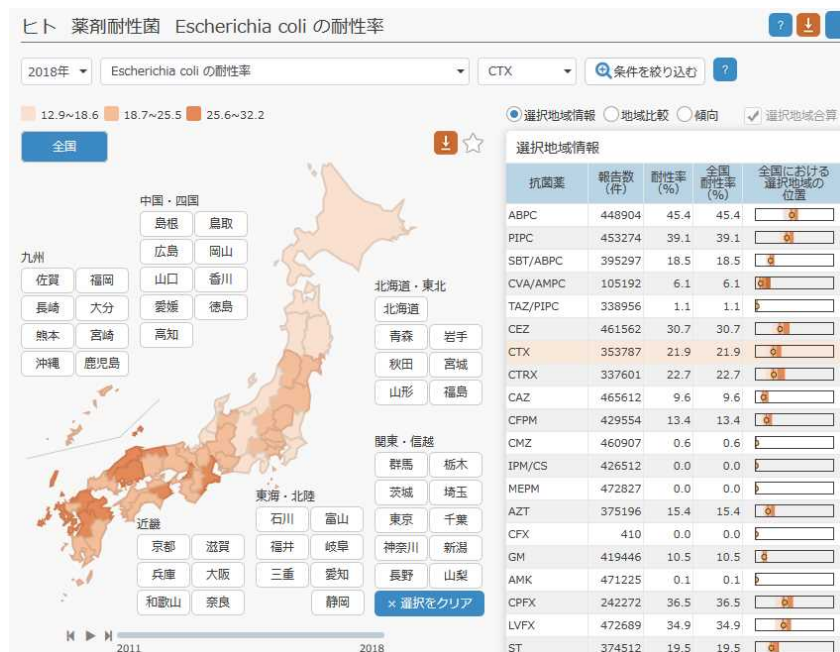 ヒト 薬剤耐性菌 Escherichia coli の耐性率
?
2018年
Escherichia coli の耐性率
CTX
条件を絞り込む
?
12.9~18.6
18.7~25.5
25.6~32.2
全国
中国・四国
島根 鳥取
広島 岡山
山口 香川
愛媛 徳島
高知
九州
佐賀 福岡
長崎 大分
熊本 宮崎
沖縄 鹿児島
北海道・東北
北海道
青森 岩手
秋田 宮城
山形 福島
関東・信越
群馬 栃木
茨城 埼玉
東京 千葉
神奈川 新潟
長野 山梨
東海・北陸
石川 富山
福井 岐阜
三重 愛知
静岡
近畿
京都 滋賀
兵庫 大阪
和歌山 奈良
× 選択をクリア
2011 2018
選択地域情報 地域比較 傾向 選択地域合算
選択地域情報
抗菌薬 報告数(件) 耐性率(%) 全国耐性率(%) 全国における選択地域の位置
ABPC 448904 45.4 45.4
PIPC 453274 39.1 39.1
SBT/ABPC 395297 18.5 18.5
CVA/AMPC 105192 6.1 6.1
TAZ/PIPC 338956 1.1 1.1
CEZ 461562 30.7 30.7
CTX 353787 21.9 21.9
CTRX 337601 22.7 22.7
CAZ 465612 9.6 9.6
CFPM 429554 13.4 13.4
CMZ 460907 0.6 0.6
IPM/CS 426512 0.0 0.0
MEPM 472827 0.0 0.0
AZT 375196 15.4 15.4
CFX 410 0.0 0.0
GM 419446 10.5 10.5
AMK 471225 0.1 0.1
CPFX 242272 36.5 36.5
LVFX 472689 34.9 34.9
ST 374512 19.5 19.5